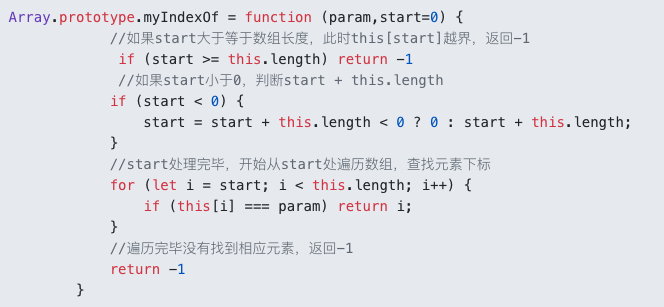 Array.prototype.myIndexOf = function (param,start=0) {
//如果start大于等于数组长度，此时this[start]越界，返回-1
if (start >= this.length) return -1
//如果start小于0，判断start + this.length
if (start < 0) {
start = start + this.length < 0 ? 0 : start + this.length;
}
//start处理完毕，开始从start处遍历数组，查找元素下标
for (let i = start; i < this.length; i++) {
if (this[i] === param) return i;
}
//遍历完毕没有找到相应元素，返回-1
return -1
}